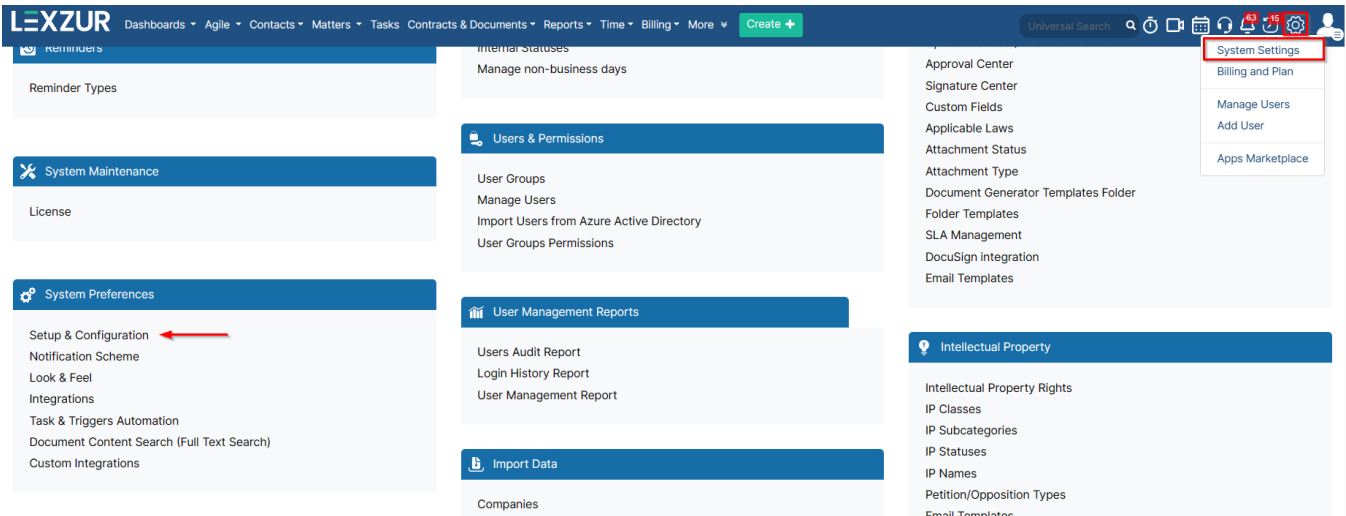 LEXZUR Dashboards Agile Contacts Matters Tasks Contracts & Documents Reports Time Billing More Create + Universal Search 63 15
System Settings
Billing and Plan
Manage Users
Add User
Apps Marketplace
Reminders
Reminder Types
System Maintenance
License
System Preferences
Setup & Configuration
Notification Scheme
Look & Feel
Integrations
Task & Triggers Automation
Document Content Search (Full Text Search)
Custom Integrations
Internal Statuses
Manage non-business days
Users & Permissions
User Groups
Manage Users
Import Users from Azure Active Directory
User Groups Permissions
User Management Reports
Users Audit Report
Login History Report
User Management Report
Import Data
Companies
Approval Center
Signature Center
Custom Fields
Applicable Laws
Attachment Status
Attachment Type
Document Generator Templates Folder
Folder Templates
SLA Management
DocuSign integration
Email Templates
Intellectual Property
Intellectual Property Rights
IP Classes
IP Subcategories
IP Statuses
IP Names
Petition/Opposition Types
Email Templates